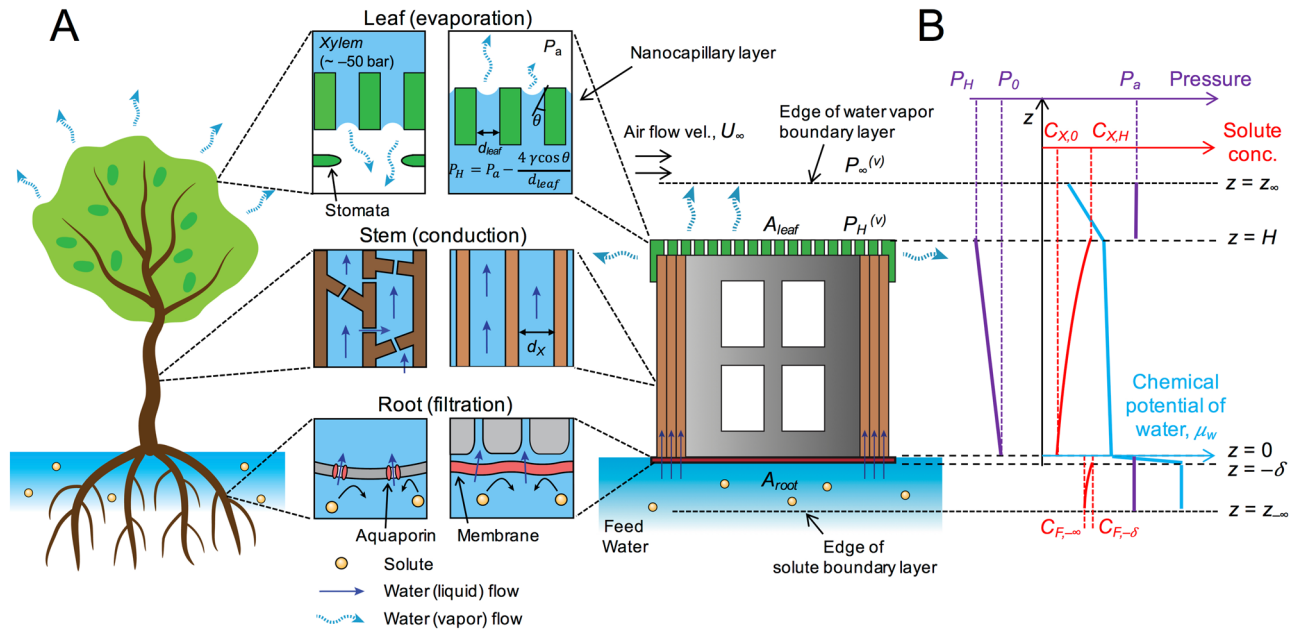 A
B
Leaf (evaporation)
Xylem
(~ –50 bar)
Stomata
P_a
θ
d_leaf
P_H = P_a − 4 γ cos θ / d_leaf
Nanocapillary layer
Air flow vel., U_∞
Edge of water vapor
boundary layer
P_∞^(v)
A_leaf
P_H^(v)
Stem (conduction)
d_X
Root (filtration)
Aquaporin
Membrane
Solute
Water (liquid) flow
Water (vapor) flow
A_root
Feed
Water
Edge of
solute boundary layer
P_H
P_0
P_a
Pressure
z
C_X,0
C_X,H
Solute
conc.
z = z_∞
z = H
Chemical
potential of
water, μ_w
z = 0
z = –δ
z = z_–∞
C_F,–∞
C_F,–δ